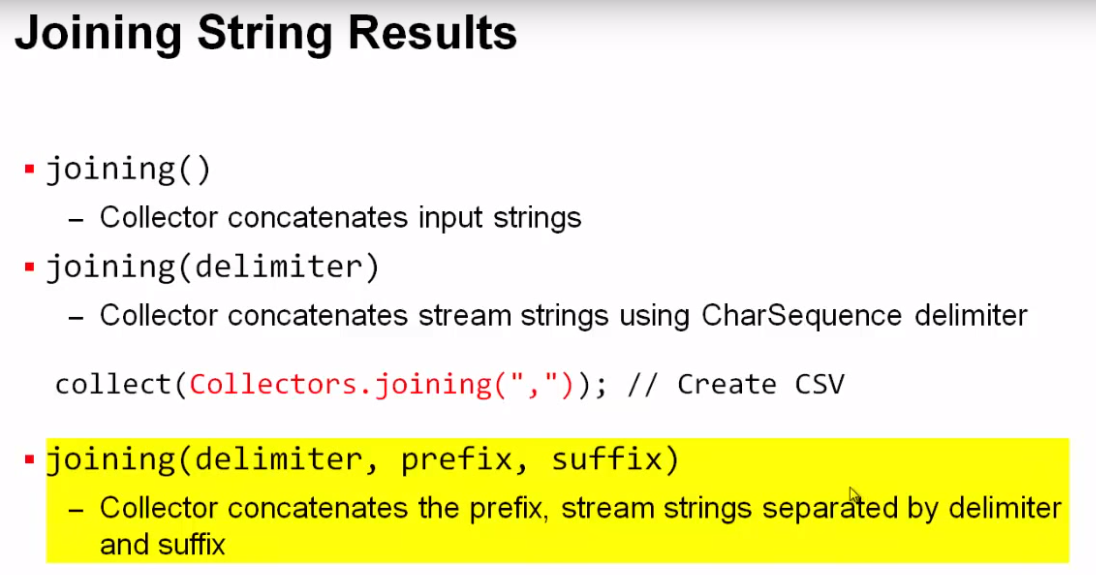 Joining String Results
▪ joining()
– Collector concatenates input strings
▪ joining(delimiter)
– Collector concatenates stream strings using CharSequence delimiter
collect(Collectors.joining(",")); // Create CSV
▪ joining(delimiter, prefix, suffix)
– Collector concatenates the prefix, stream strings separated by delimiter
and suffix